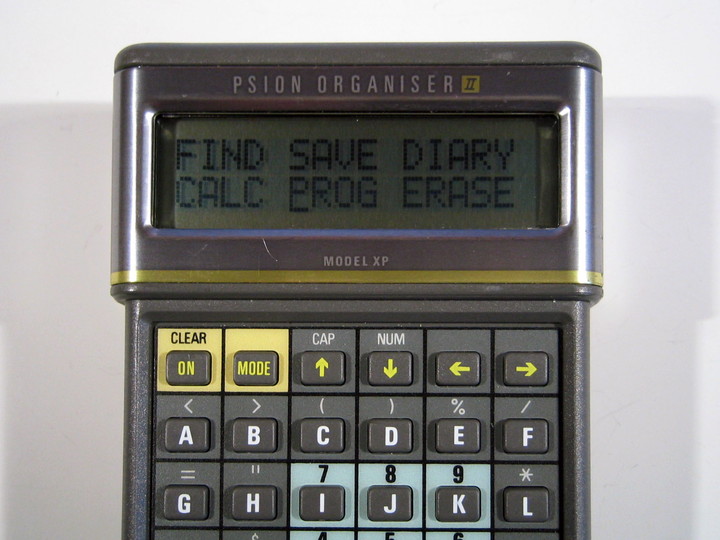 PSION ORGANISER II
FIND SAVE DIARY
CALC PROG ERASE
MODEL XP
CLEAR CAP NUM
ON MODE ↑ ↓ ← →
< > ( ) % /
A B C D E F
= " 7 8 9 *
G H I J K L